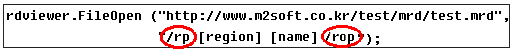 rdviewer.FileOpen ("http://www.m2soft.co.kr/test/mrd/test.mrd",
"/rp [region] [name] /rop");